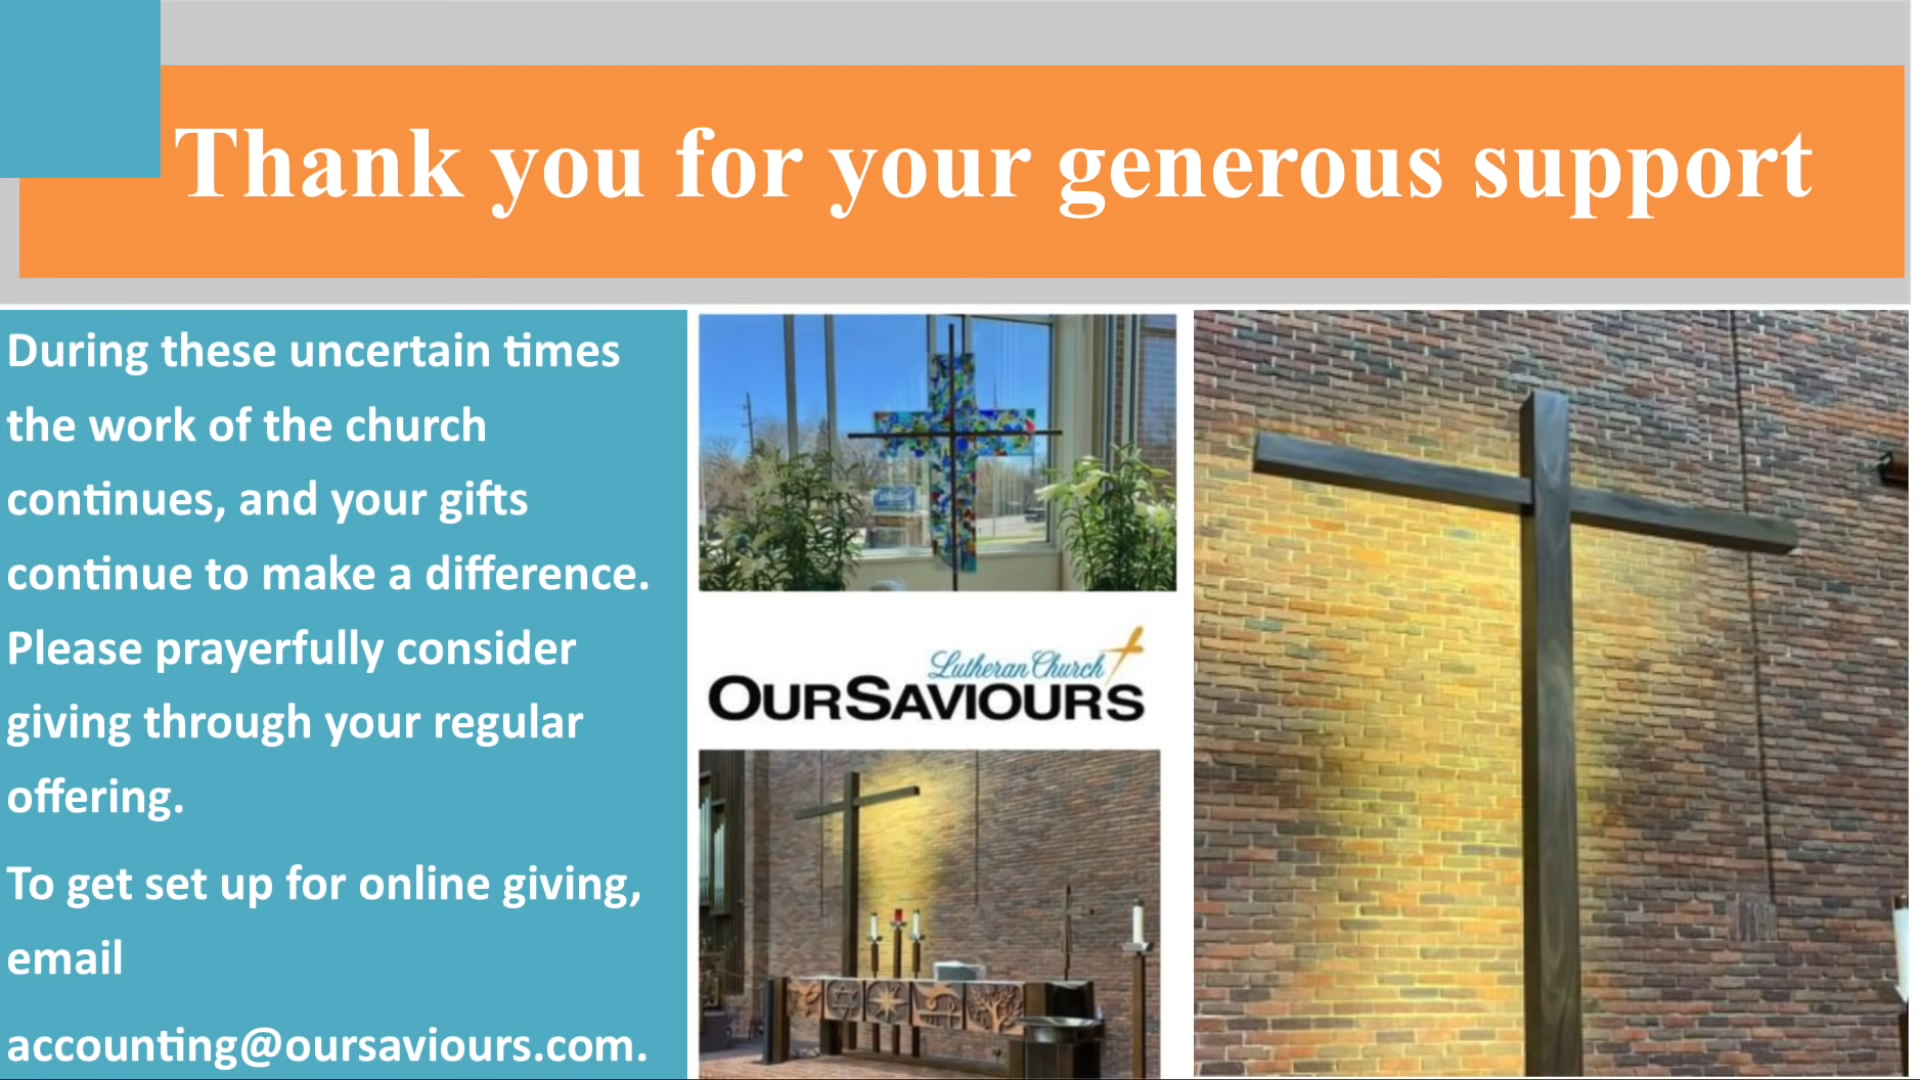 Thank you for your generous support
During these uncertain times
the work of the church
continues, and your gifts
continue to make a difference.
Please prayerfully consider
giving through your regular
offering.
To get set up for online giving,
email
accounting@oursaviours.com.
Lutheran Church
OURSAVIOURS